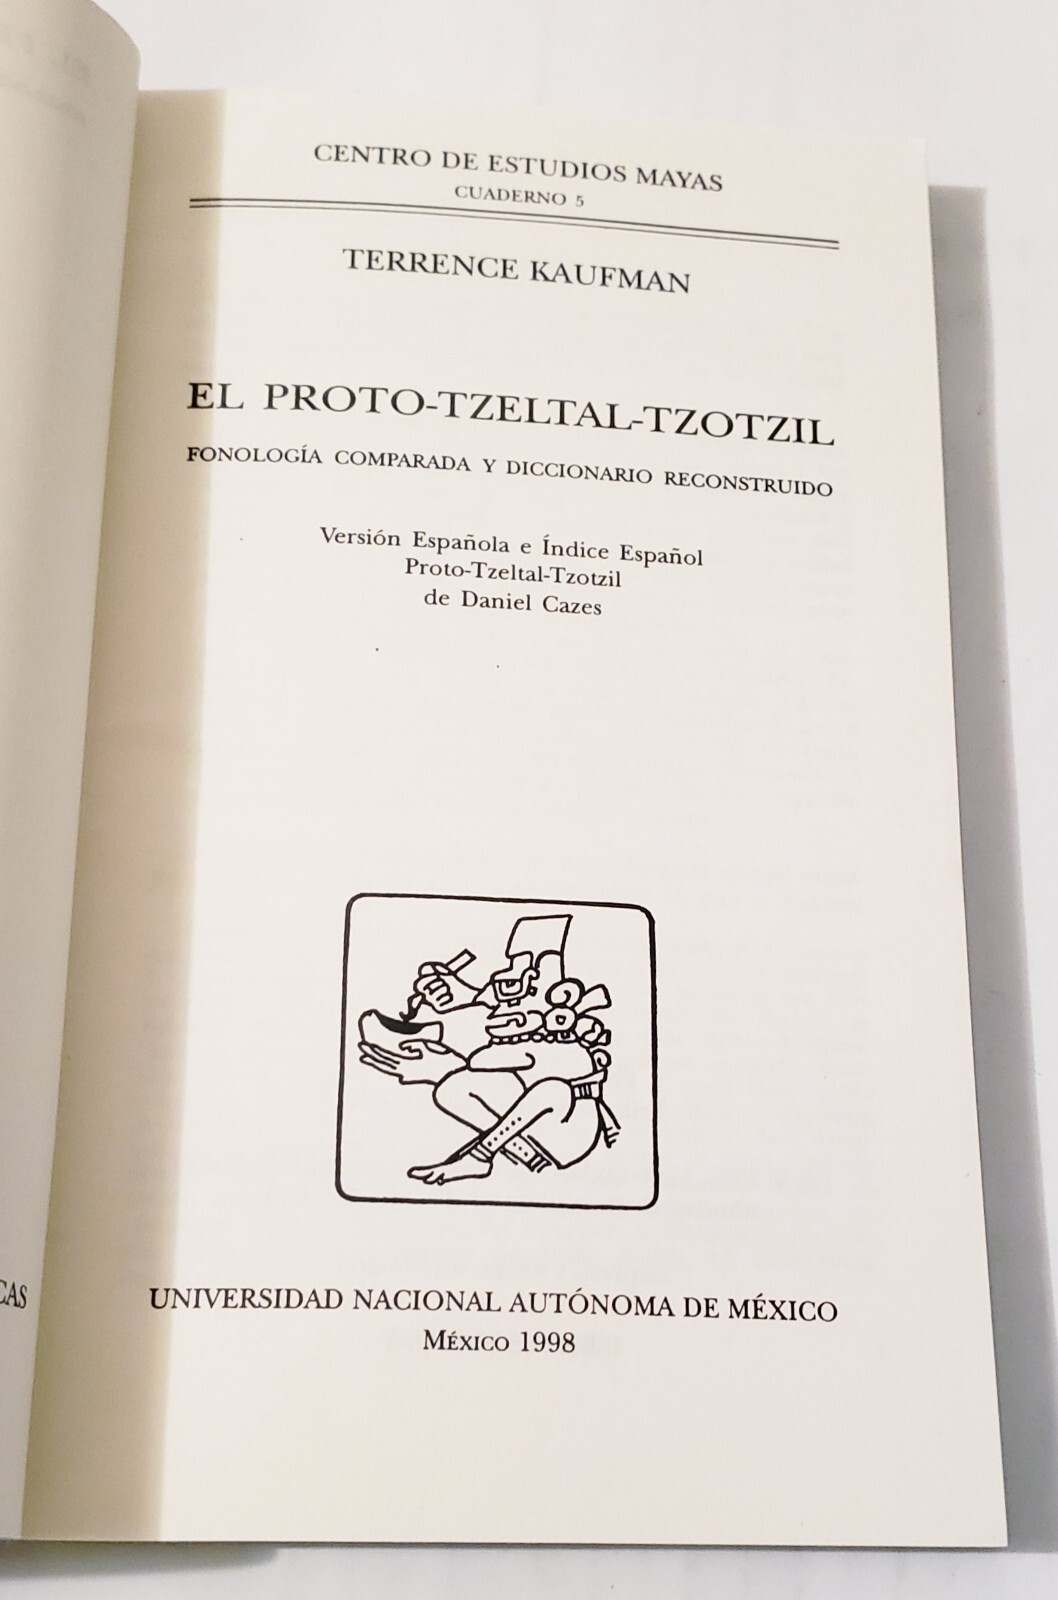 CENTRO DE ESTUDIOS MAYAS
CUADERNO 5
TERRENCE KAUFMAN
EL PROTO-TZELTAL-TZOTZIL
FONOLOGÍA COMPARADA Y DICCIONARIO RECONSTRUIDO
Versión Española e Índice Español
Proto-Tzeltal-Tzotzil
de Daniel Cazes
UNIVERSIDAD NACIONAL AUTÓNOMA DE MÉXICO
MÉXICO 1998